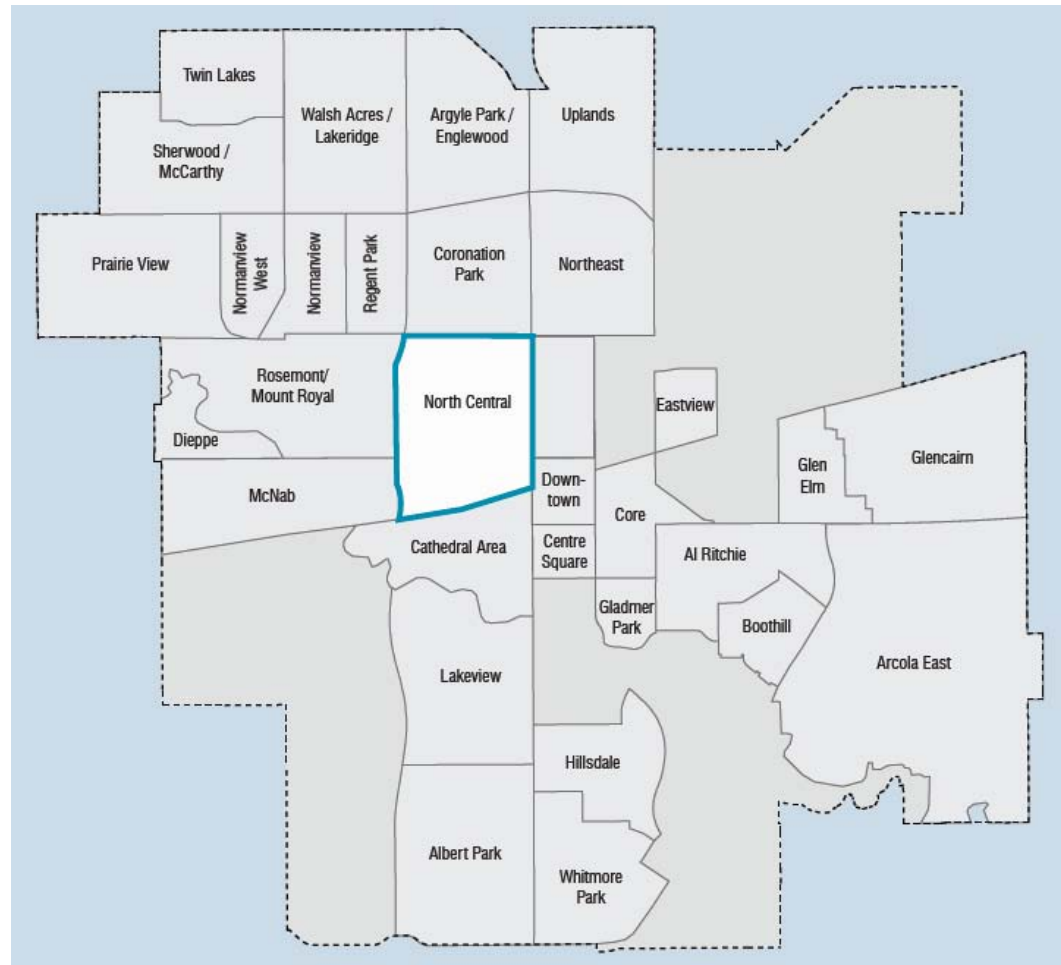 Twin Lakes
Walsh Acres /
Lakeridge
Argyle Park /
Englewood
Uplands
Sherwood /
McCarthy
Prairie View
Normanview
West
Normanview
Regent Park
Coronation
Park
Northeast
Rosemont/
Mount Royal
North Central
Eastview
Dieppe
McNab
Down-
town
Core
Glen
Elm
Glencairn
Cathedral Area
Centre
Square
Al Ritchie
Gladmer
Park
Boothill
Arcola East
Lakeview
Hillsdale
Albert Park
Whitmore
Park